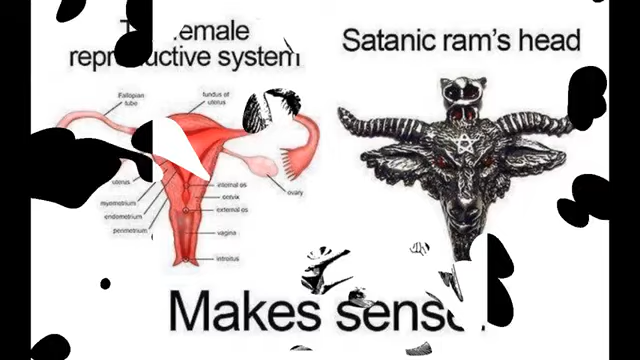 reproductive system
Satanic ram's head
Fallopian
tube
fundus of
uterus
uterus
myometrium
endometrium
perimetrium
internal os
cervix
external os
vagina
introitus
ovary
Makes